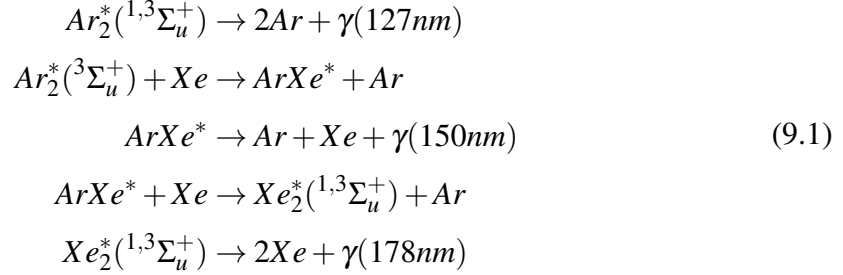 Ar₂*(¹,³Σᵤ⁺) → 2Ar + γ(127nm)
Ar₂*(³Σᵤ⁺) + Xe → ArXe* + Ar
ArXe* → Ar + Xe + γ(150nm) (9.1)
ArXe* + Xe → Xe₂*(¹,³Σᵤ⁺) + Ar
Xe₂*(¹,³Σᵤ⁺) → 2Xe + γ(178nm)